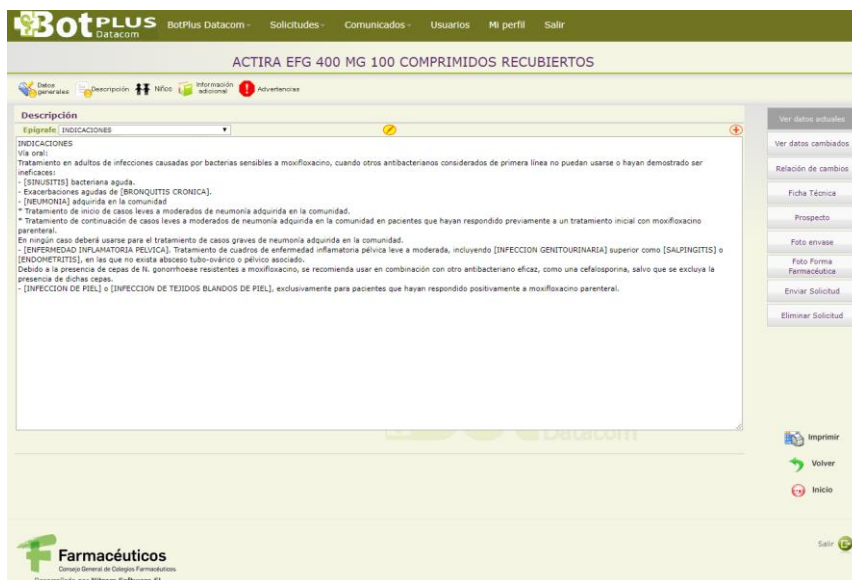 BOT PLUS
Datacom
BotPlus Datacom
Solicitudes
Comunicados
Usuarios
Mi perfil
Salir
ACTIRA EFG 400 MG 100 COMPRIMIDOS RECUBIERTOS
Datos generales
Descripción
Niños
Información adicional
Advertencias
Descripción
Epígrafe INDICACIONES
INDICACIONES
Vía oral:
Tratamiento en adultos de infecciones causadas por bacterias sensibles a moxifloxacino, cuando otros antibacterianos considerados de primera línea no puedan usarse o hayan demostrado ser
ineficaces:
- [SINUSITIS] bacteriana aguda.
- Exacerbaciones agudas de [BRONQUITIS CRONICA].
- [NEUMONIA] adquirida en la comunidad
* Tratamiento de inicio de casos leves a moderados de neumonía adquirida en la comunidad.
* Tratamiento de continuación de casos leves a moderados de neumonía adquirida en la comunidad en pacientes que hayan respondido previamente a un tratamiento inicial con moxifloxacino
parenteral.
En ningún caso deberá usarse para el tratamiento de casos graves de neumonía adquirida en la comunidad.
- [ENFERMEDAD INFLAMATORIA PELVICA]. Tratamiento de cuadros de enfermedad inflamatoria pélvica leve a moderada, incluyendo [INFECCION GENITOURINARIA] superior como [SALPINGITIS] o
[ENDOMETRITIS], en las que no exista absceso tubo-ovárico o pélvico asociado.
Debido a la presencia de cepas de N. gonorrhoeae resistentes a moxifloxacino, se recomienda usar en combinación con otro antibacteriano eficaz, como una cefalosporina, salvo que se excluya la
presencia de dichas cepas.
- [INFECCION DE PIEL] o [INFECCION DE TEJIDOS BLANDOS DE PIEL], exclusivamente para pacientes que hayan respondido positivamente a moxifloxacino parenteral.
Ver datos actuales
Ver datos cambiados
Relación de cambios
Ficha Técnica
Prospecto
Foto envase
Foto Forma
Farmacéutica
Enviar Solicitud
Eliminar Solicitud
Datacom
Imprimir
Volver
Inicio
Salir
Farmacéuticos
Consejo General de Colegios Farmacéuticos
Desarrollado por Nitram Software SL